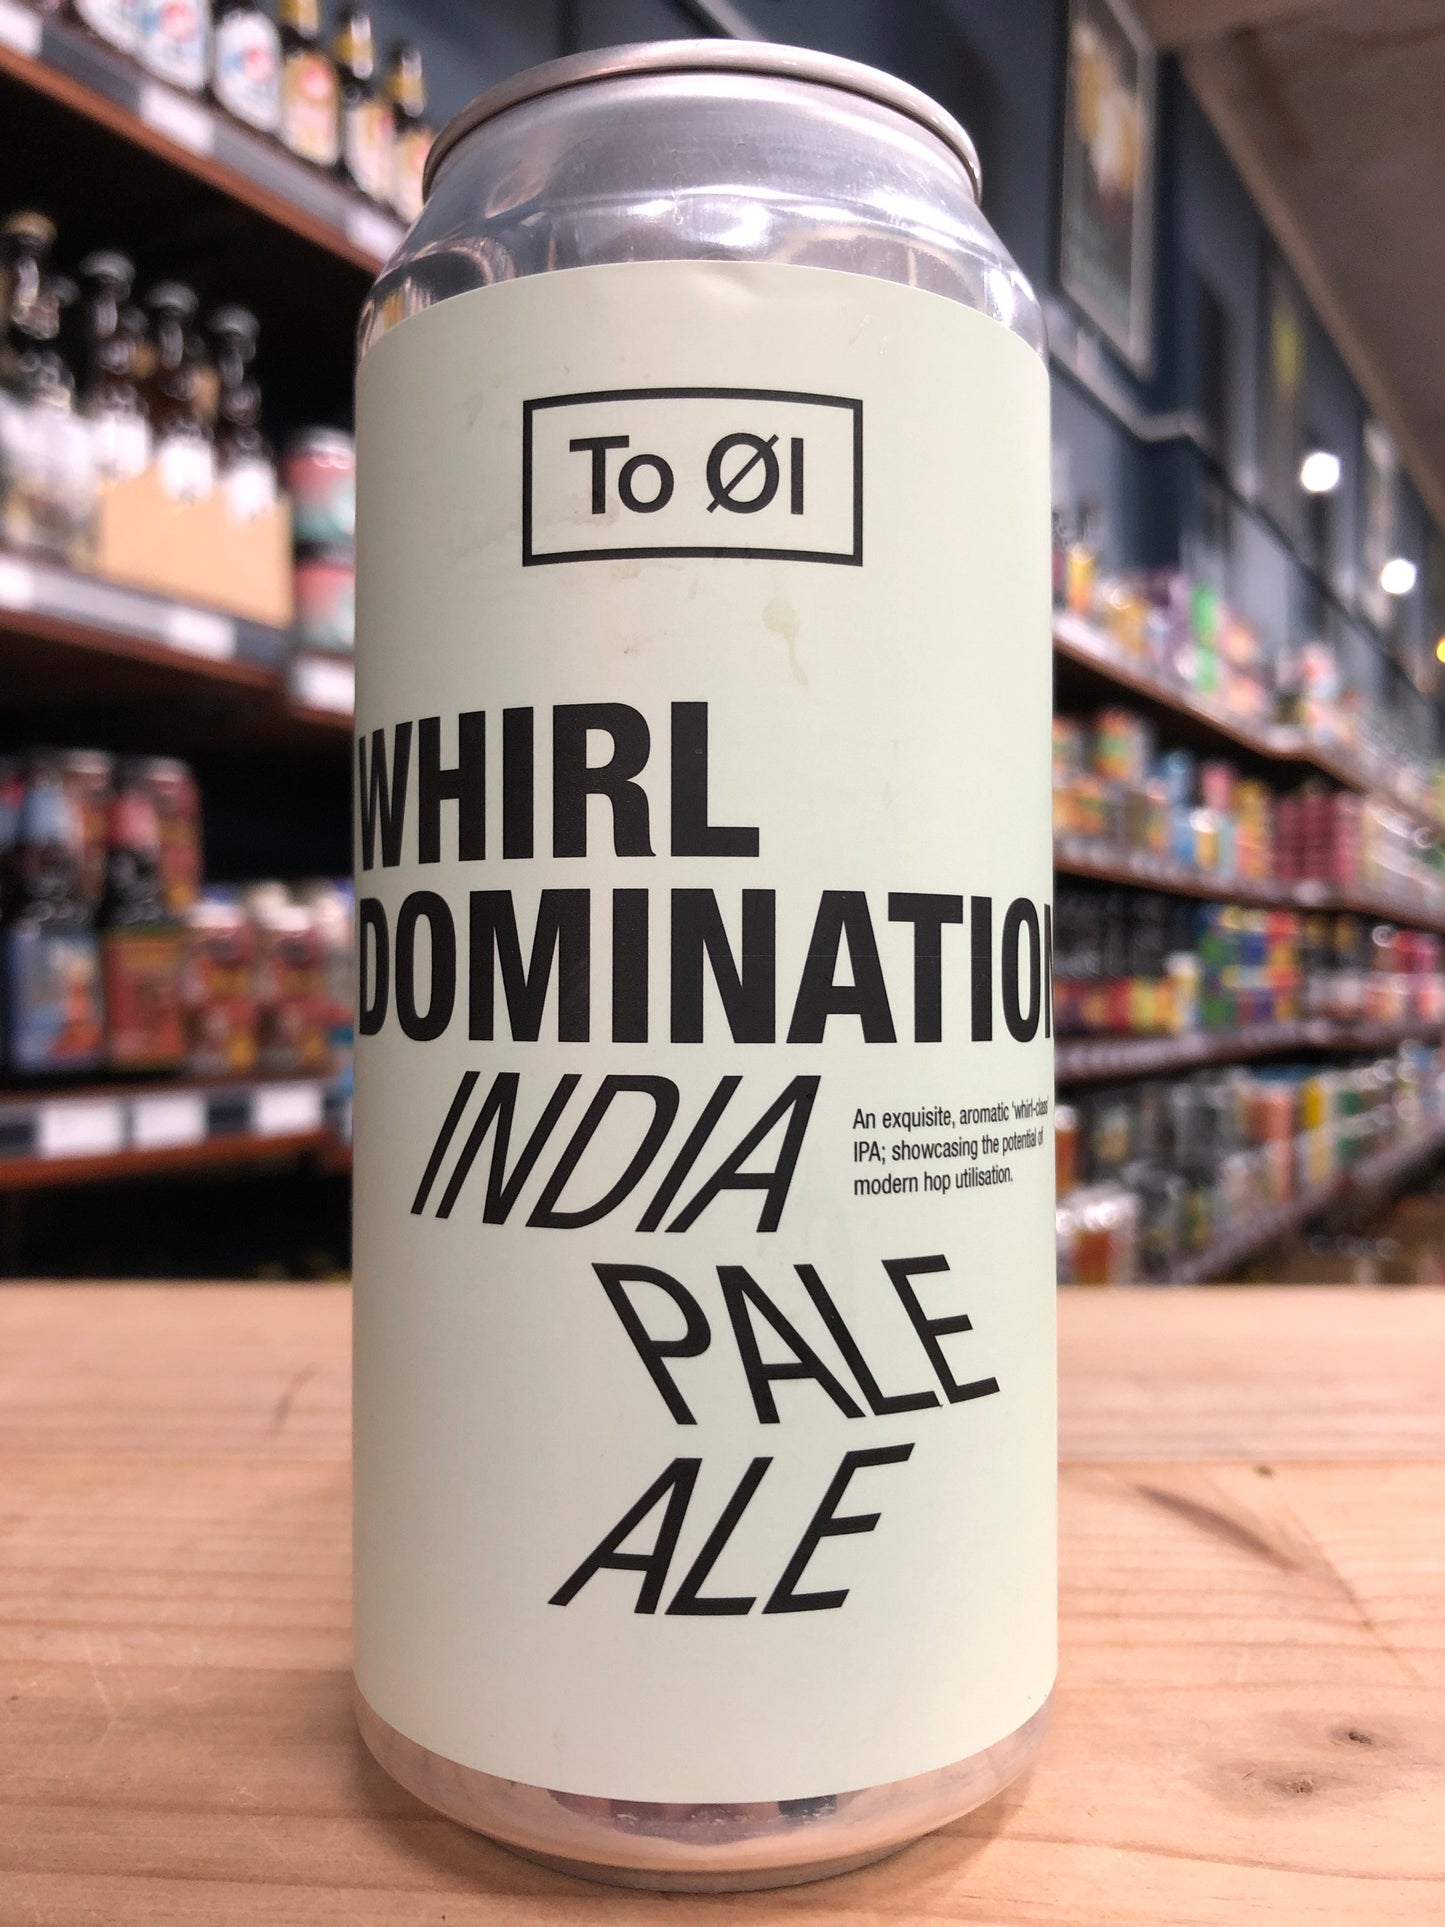 To Øl
WHIRL
DOMINATION
INDIA
PALE
ALE
An exquisite, aromatic 'whirl-class'
IPA; showcasing the potential of
modern hop utilisation.